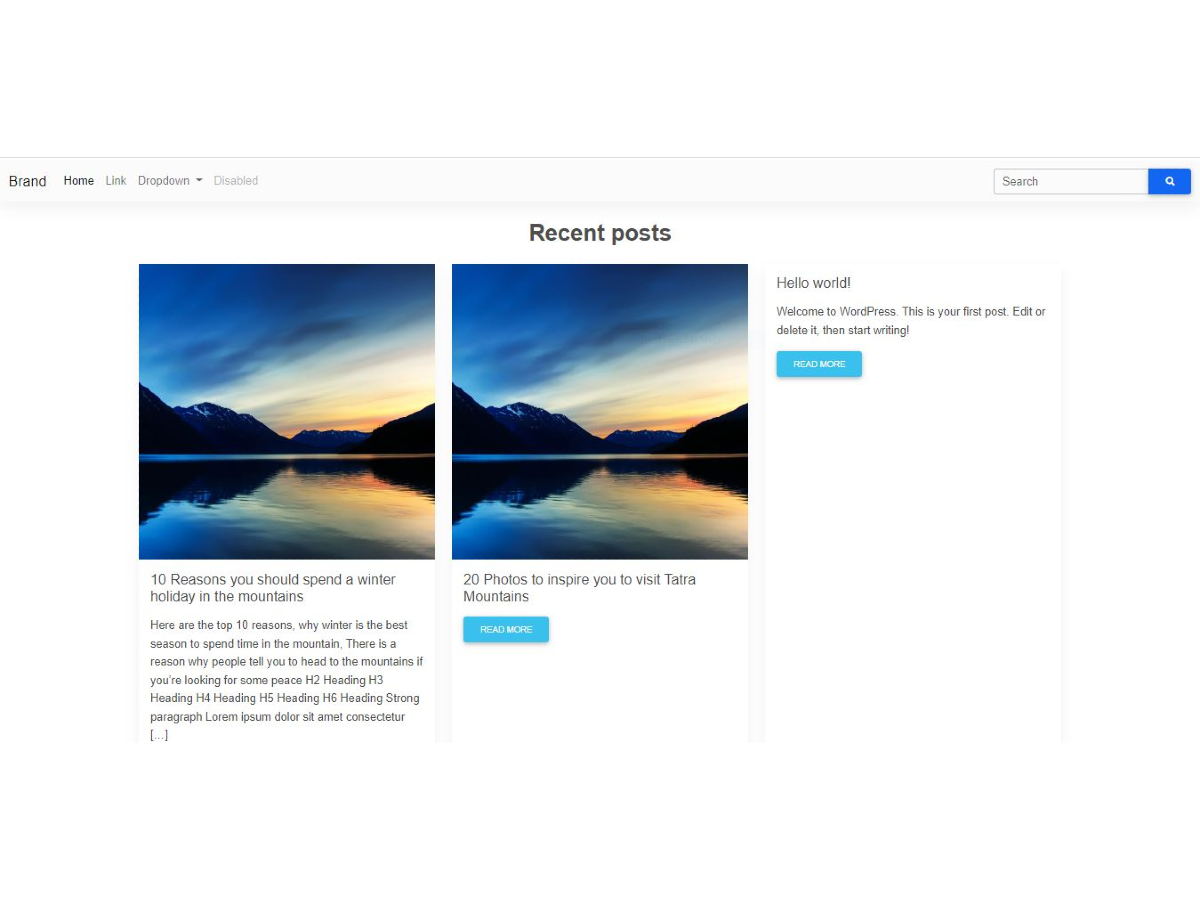 Brand Home Link Dropdown Disabled Search
Recent posts
10 Reasons you should spend a winter
holiday in the mountains
Here are the top 10 reasons, why winter is the best
season to spend time in the mountain, There is a
reason why people tell you to head to the mountains if
you’re looking for some peace H2 Heading H3
Heading H4 Heading H5 Heading H6 Heading Strong
paragraph Lorem ipsum dolor sit amet consectetur
[…]
20 Photos to inspire you to visit Tatra
Mountains
READ MORE
Hello world!
Welcome to WordPress. This is your first post. Edit or
delete it, then start writing!
READ MORE